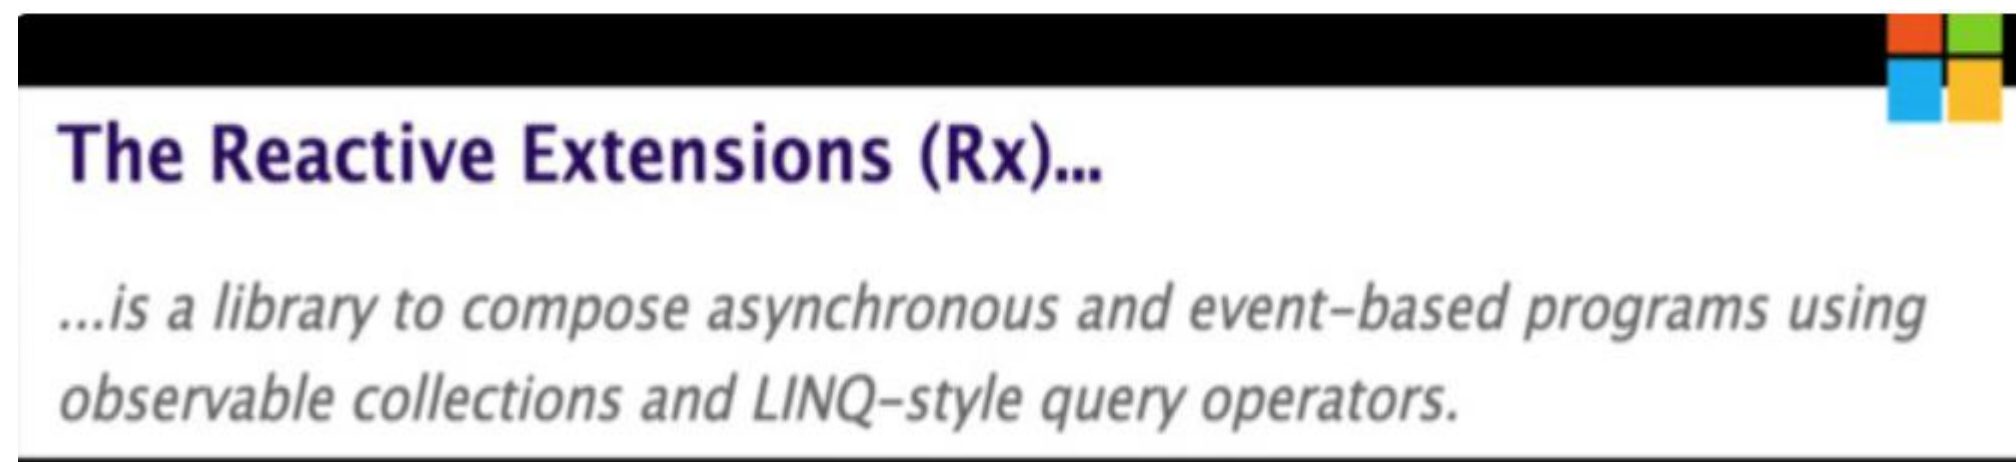 The Reactive Extensions (Rx)...
...is a library to compose asynchronous and event-based programs using
observable collections and LINQ-style query operators.